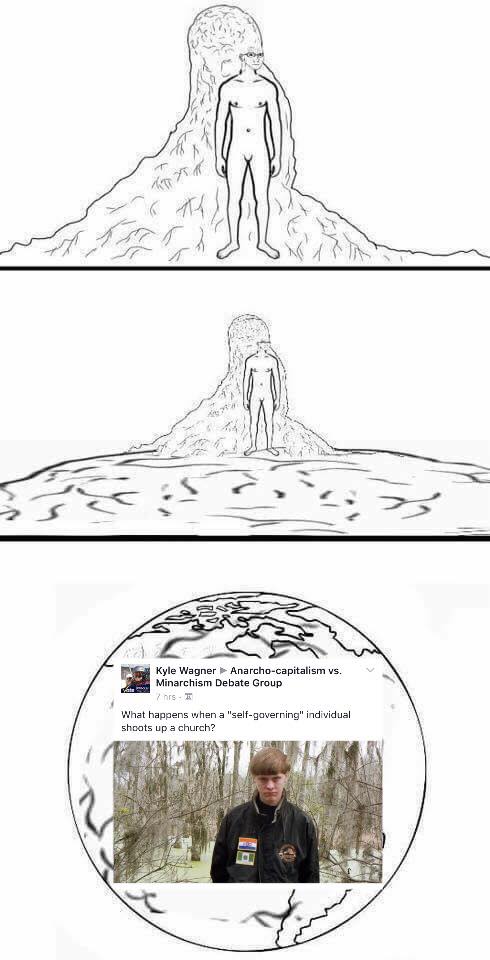 Kyle Wagner ▶ Anarcho-capitalism vs.
Minarchism Debate Group
7 hrs ·
What happens when a "self-governing" individual
shoots up a church?